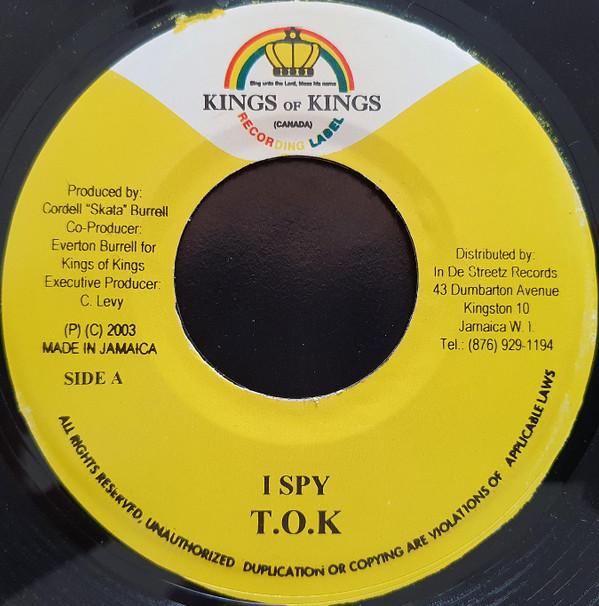 Sing unto the Lord, bless his name
KINGS OF KINGS
(CANADA)
RECORDING LABEL
Produced by:
Cordell "Skata" Burrell
Co-Producer:
Everton Burrell for
Kings of Kings
Executive Producer:
C. Levy
(P) (C) 2003
MADE IN JAMAICA
SIDE A
Distributed by:
In De Streetz Records
43 Dumbarton Avenue
Kingston 10
Jamaica W. I.
Tel.: (876) 929-1194
I SPY
T.O.K
ALL RIGHTS RESERVED, UNAUTHORIZED DUPLICATION OR COPYING ARE VIOLATIONS OF APPLICABLE LAWS